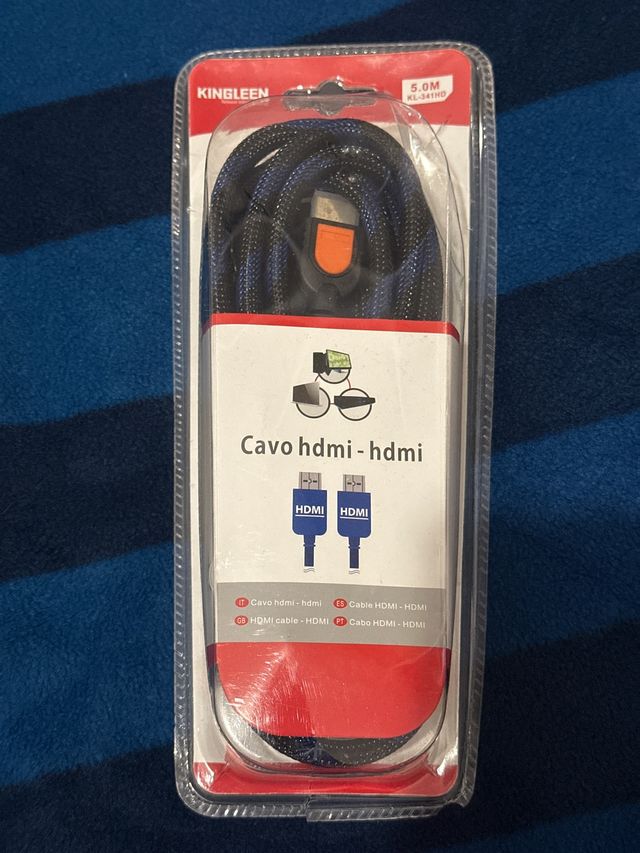 KINGLEEN
5.0M
KL-341HD
Cavo hdmi - hdmi
HDMI HDMI
IT Cavo hdmi - hdmi ES Cable HDMI - HDMI
GB HDMI cable - HDMI PT Cabo HDMI - HDMI